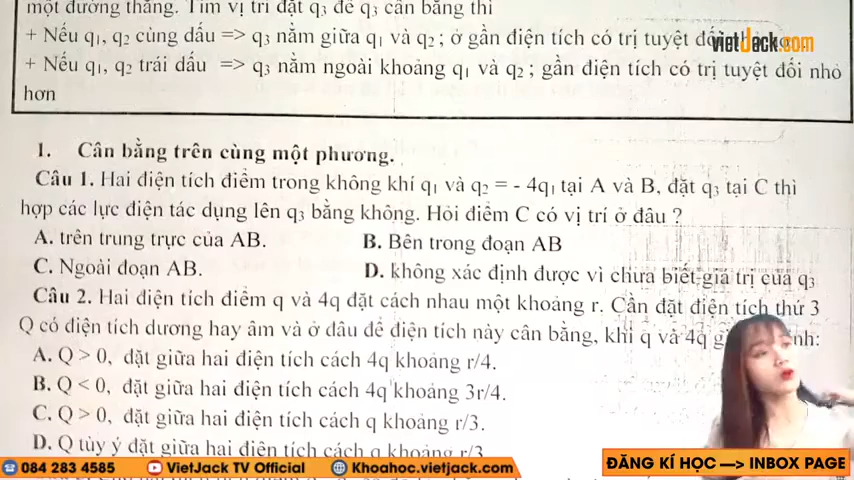 một đường thẳng. Tìm vị trí đặt q3 để q3 cân bằng thì
+ Nếu q1, q2 cùng dấu => q3 nằm giữa q1 và q2 ; ở gần điện tích có trị tuyệt
vietJack.com
+ Nếu q1, q2 trái dấu => q3 nằm ngoài khoảng q1 và q2 ; gần điện tích có trị tuyệt đối nhỏ
hơn
1. Cân bằng trên cùng một phương.
Câu 1. Hai điện tích điểm trong không khí q1 và q2 = - 4q1 tại A và B, đặt q3 tại C thì
hợp các lực điện tác dụng lên q3 bằng không. Hỏi điểm C có vị trí ở đâu ?
A. trên trung trực của AB. B. Bên trong đoạn AB
C. Ngoài đoạn AB. D. không xác định được vì chưa biết giá trị của q3
Câu 2. Hai điện tích điểm q và 4q đặt cách nhau một khoảng r. Cần đặt điện tích thứ 3
Q có điện tích dương hay âm và ở đâu để điện tích này cân bằng, khi q và 4q
A. Q > 0, đặt giữa hai điện tích cách 4q khoảng r/4.
B. Q < 0, đặt giữa hai điện tích cách 4q khoảng 3r/4.
C. Q > 0, đặt giữa hai điện tích cách q khoảng r/3.
D. Q tùy ý đặt giữa hai điện tích cách q khoảng r/3
084 283 4585 VietJack TV Official Khoahoc.vietjack.com
ĐĂNG KÍ HỌC —> INBOX PAGE